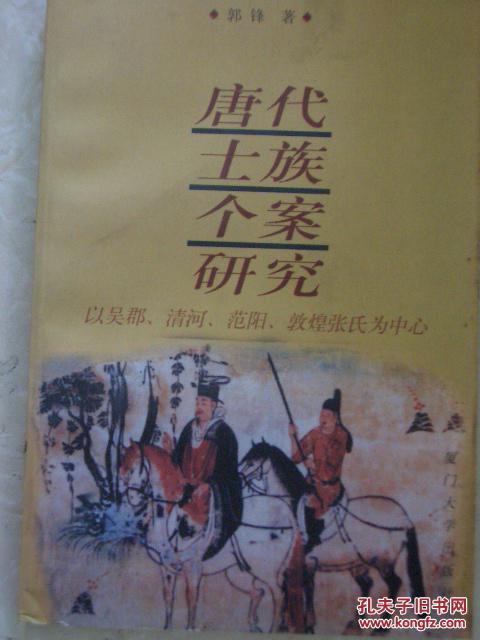 郭锋 著
唐代
士族
个案
研究
以吴郡、清河、范阳、敦煌张氏为中心
厦门大学出版
孔夫子旧书网
www.kongfz.com